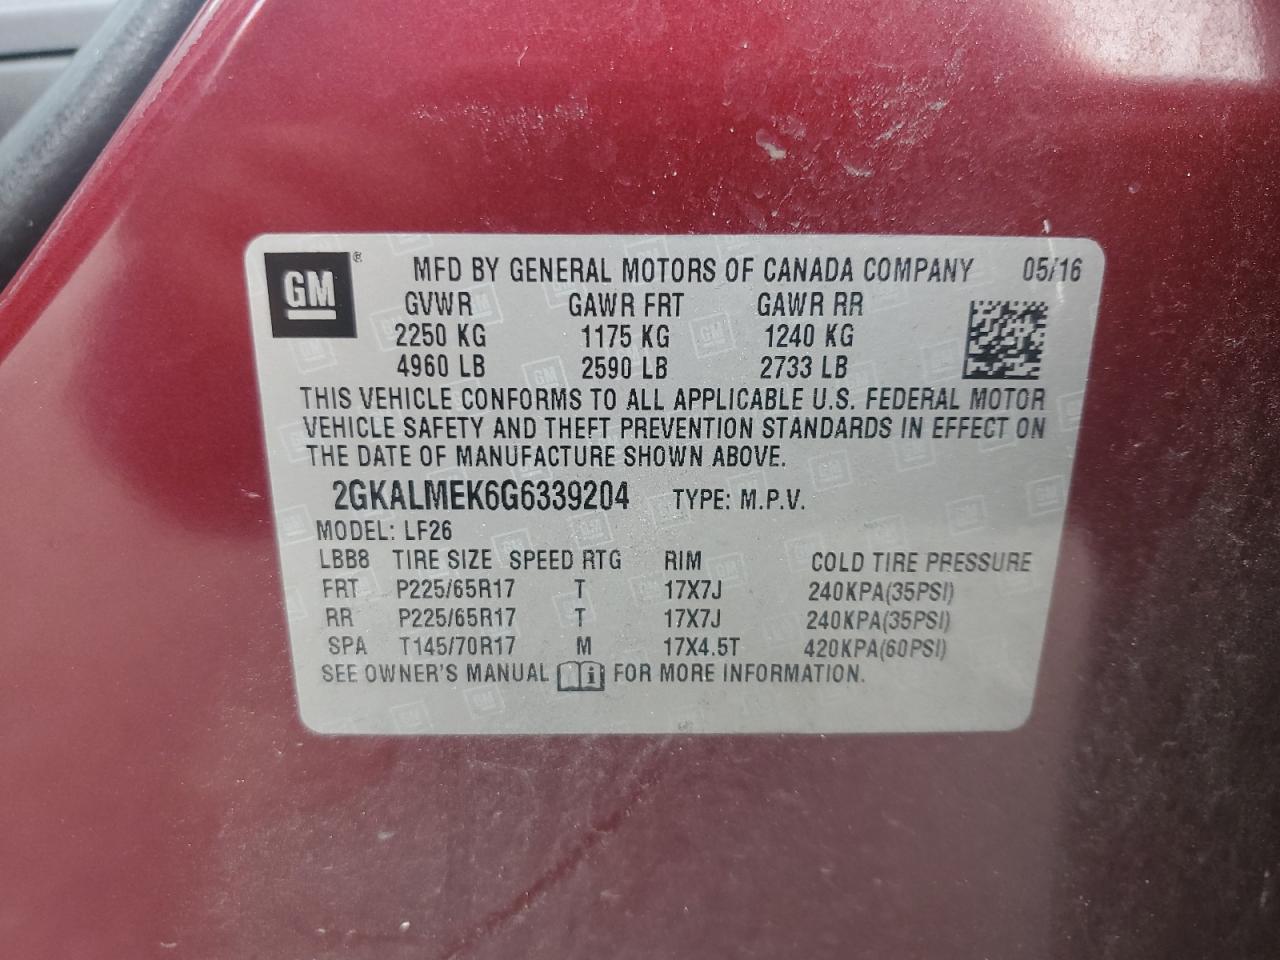 GM ® MFD BY GENERAL MOTORS OF CANADA COMPANY 05/16
GVWR GAWR FRT GAWR RR
2250 KG 1175 KG 1240 KG
4960 LB 2590 LB 2733 LB
THIS VEHICLE CONFORMS TO ALL APPLICABLE U.S. FEDERAL MOTOR
VEHICLE SAFETY AND THEFT PREVENTION STANDARDS IN EFFECT ON
THE DATE OF MANUFACTURE SHOWN ABOVE.
2GKALMEK6G6339204 TYPE: M.P.V.
MODEL: LF26
LBB8 TIRE SIZE SPEED RTG RIM COLD TIRE PRESSURE
FRT P225/65R17 T 17X7J 240KPA(35PSI)
RR P225/65R17 T 17X7J 240KPA(35PSI)
SPA T145/70R17 M 17X4.5T 420KPA(60PSI)
SEE OWNER'S MANUAL i FOR MORE INFORMATION.